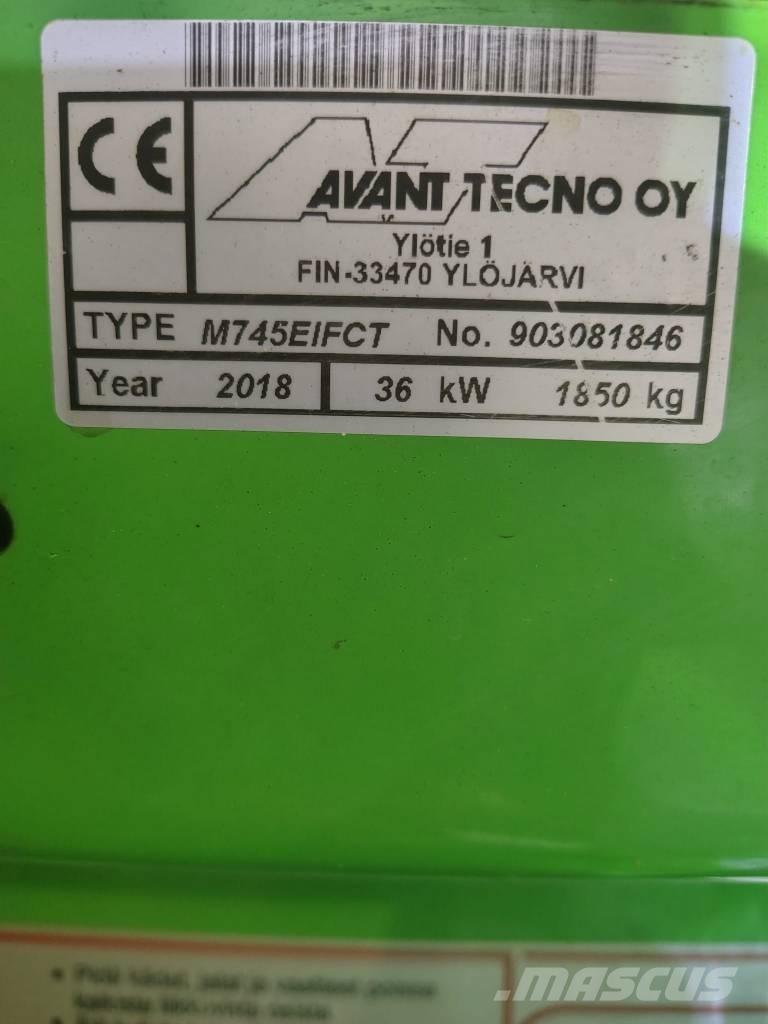 CE
AT
AVANT TECNO OY
Ylötie 1
FIN-33470 YLÖJÄRVI
TYPE M745EIFCT No. 903081846
Year 2018 36 kW 1850 kg
MASCUS